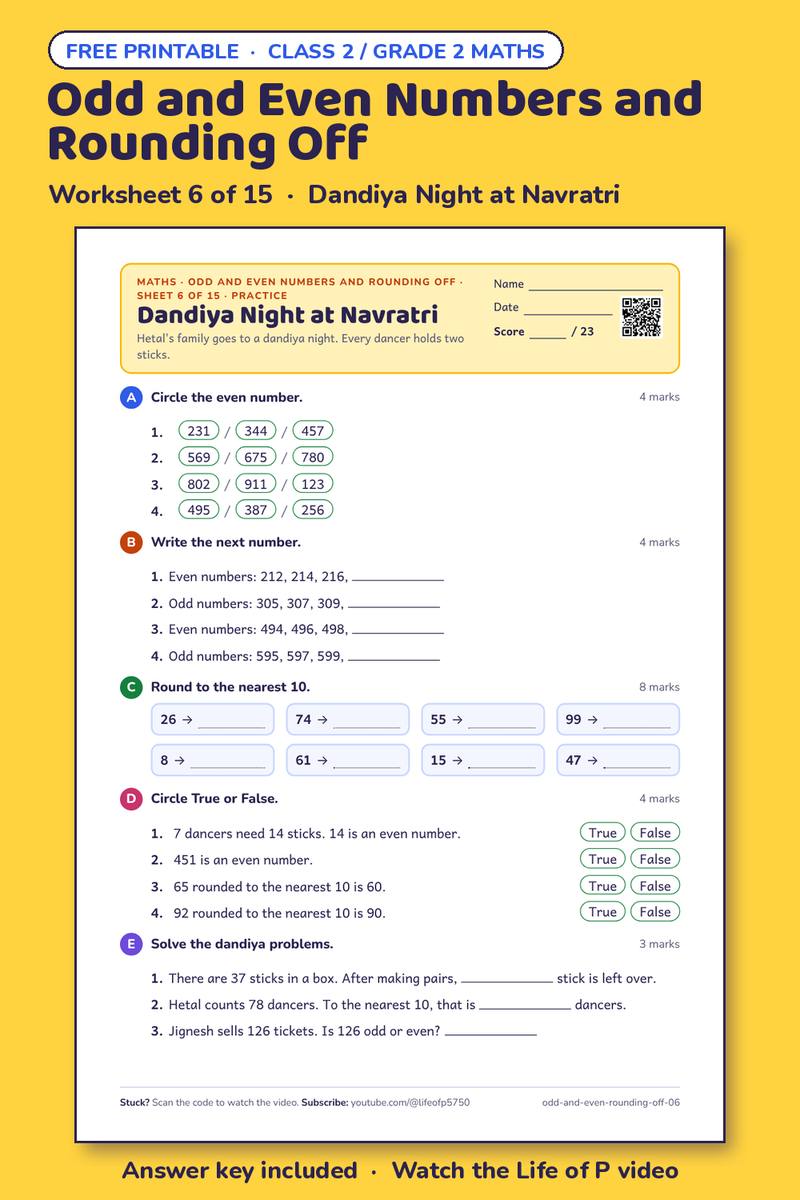 FREE PRINTABLE · CLASS 2 / GRADE 2 MATHS
Odd and Even Numbers and
Rounding Off
Worksheet 6 of 15 · Dandiya Night at Navratri
MATHS · ODD AND EVEN NUMBERS AND ROUNDING OFF ·
SHEET 6 OF 15 · PRACTICE
Dandiya Night at Navratri
Hetal's family goes to a dandiya night. Every dancer holds two
sticks.
Name
Date
Score / 23
A Circle the even number. 4 marks
1. 231 / 344 / 457
2. 569 / 675 / 780
3. 802 / 911 / 123
4. 495 / 387 / 256
B Write the next number. 4 marks
1. Even numbers: 212, 214, 216,
2. Odd numbers: 305, 307, 309,
3. Even numbers: 494, 496, 498,
4. Odd numbers: 595, 597, 599,
C Round to the nearest 10. 8 marks
26 → 74 → 55 → 99 →
8 → 61 → 15 → 47 →
D Circle True or False. 4 marks
1. 7 dancers need 14 sticks. 14 is an even number. True False
2. 451 is an even number. True False
3. 65 rounded to the nearest 10 is 60. True False
4. 92 rounded to the nearest 10 is 90. True False
E Solve the dandiya problems. 3 marks
1. There are 37 sticks in a box. After making pairs, ____________ stick is left over.
2. Hetal counts 78 dancers. To the nearest 10, that is ____________ dancers.
3. Jignesh sells 126 tickets. Is 126 odd or even?
Stuck? Scan the code to watch the video. Subscribe: youtube.com/@lifeofp5750 odd-and-even-rounding-off-06
Answer key included · Watch the Life of P video